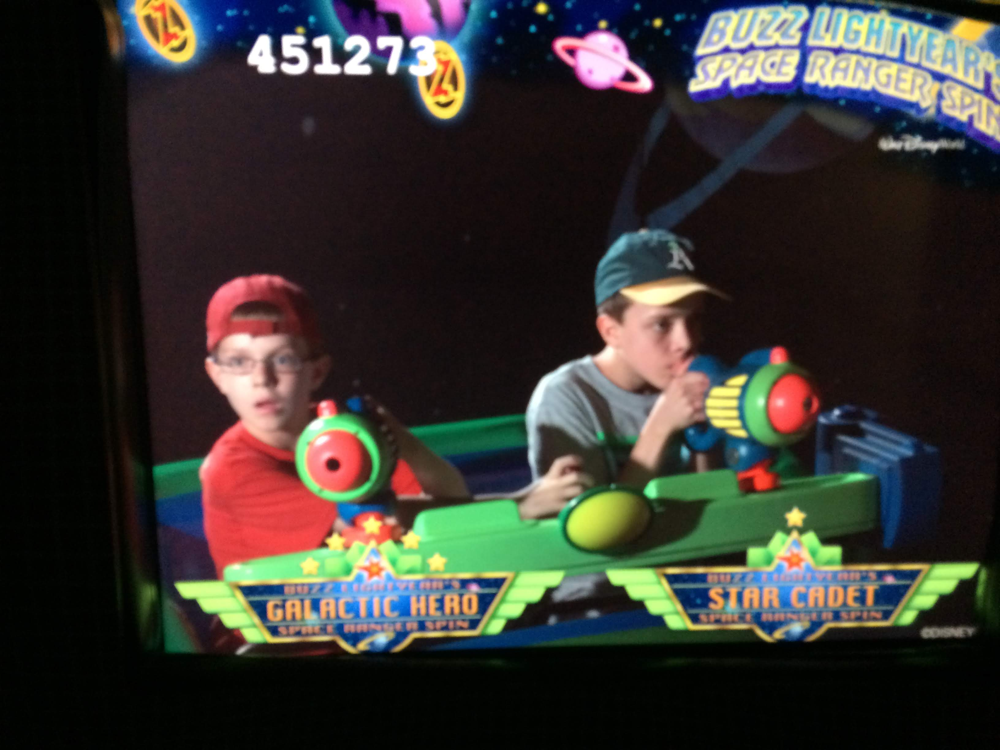 451273
BUZZ LIGHTYEAR'S
SPACE RANGER SPIN
Walt Disney World
A's
BUZZ LIGHTYEAR'S
GALACTIC HERO
SPACE RANGER SPIN
BUZZ LIGHTYEAR'S
STAR CADET
SPACE RANGER SPIN
©DISNEY